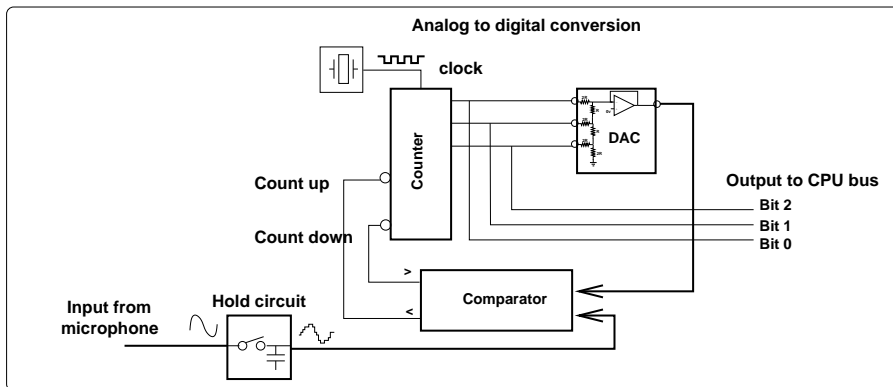 Analog to digital conversion
clock
Counter
DAC
Count up
Count down
Output to CPU bus
Bit 2
Bit 1
Bit 0
>
Comparator
<
Input from
microphone
Hold circuit